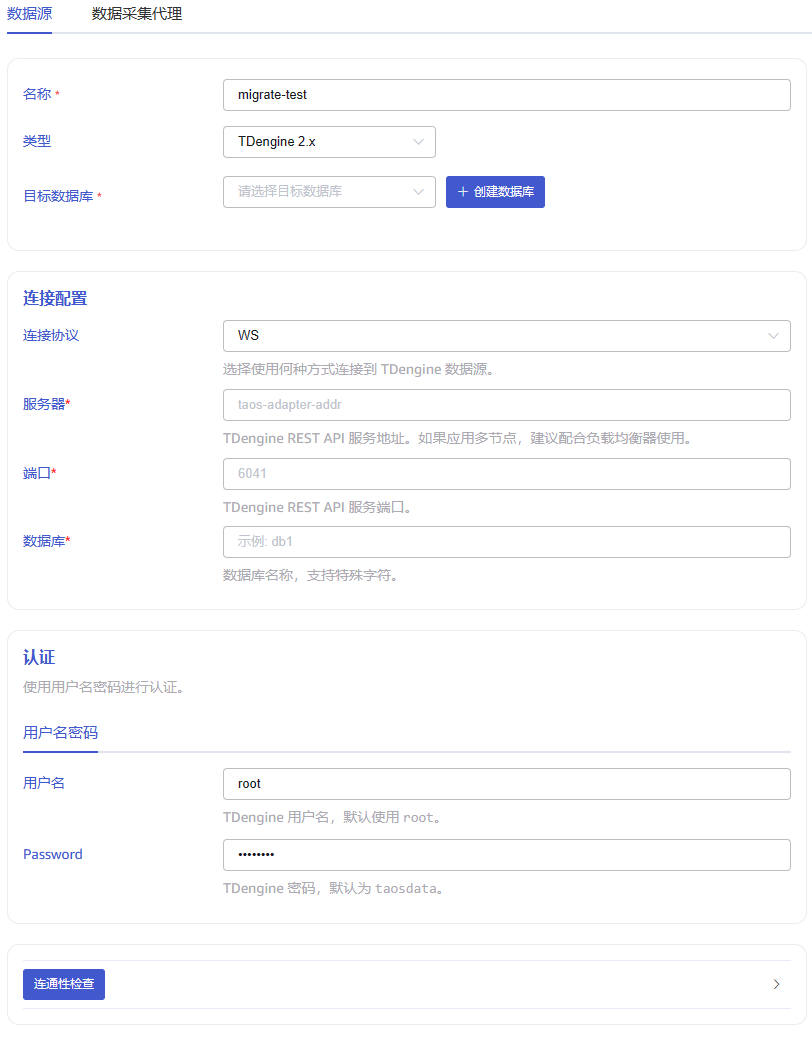 数据源 数据采集代理
名称 * migrate-test
类型 TDengine 2.x
目标数据库 * 请选择目标数据库 + 创建数据库
连接配置
连接协议 WS
选择使用何种方式连接到 TDengine 数据源。
服务器* taos-adapter-addr
TDengine REST API 服务地址。如果应用多节点，建议配合负载均衡器使用。
端口* 6041
TDengine REST API 服务端口。
数据库* 示例: db1
数据库名称，支持特殊字符。
认证
使用用户名密码进行认证。
用户名密码
用户名 root
TDengine 用户名，默认使用 root。
Password ••••••••
TDengine 密码，默认为 taosdata。
连通性检查